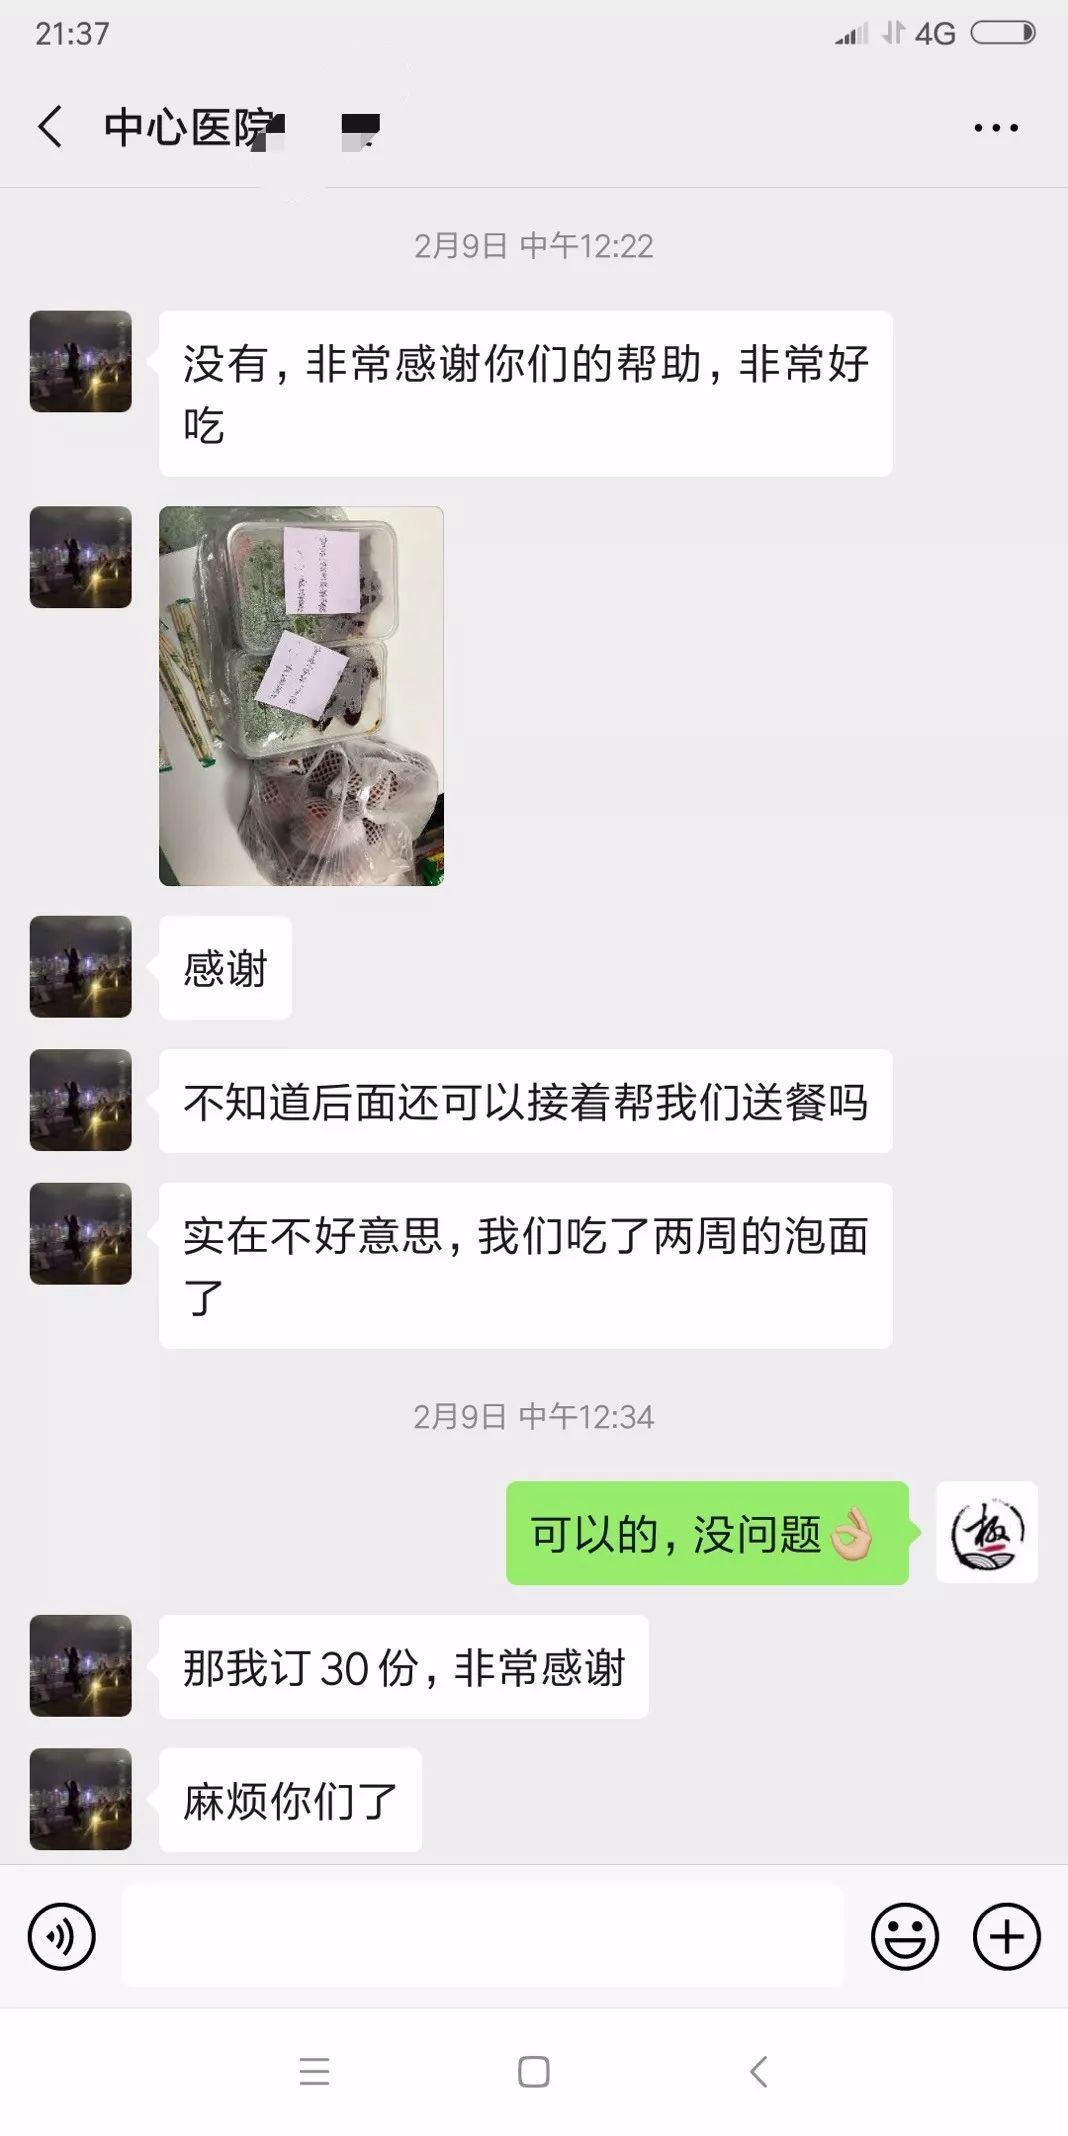 21:37
4G
中心医院
2月9日 中午12:22
没有，非常感谢你们的帮助，非常好
吃
感谢
不知道后面还可以接着帮我们送餐吗
实在不好意思，我们吃了两周的泡面
了
2月9日 中午12:34
可以的，没问题👌🏼
极
那我订 30 份，非常感谢
麻烦你们了